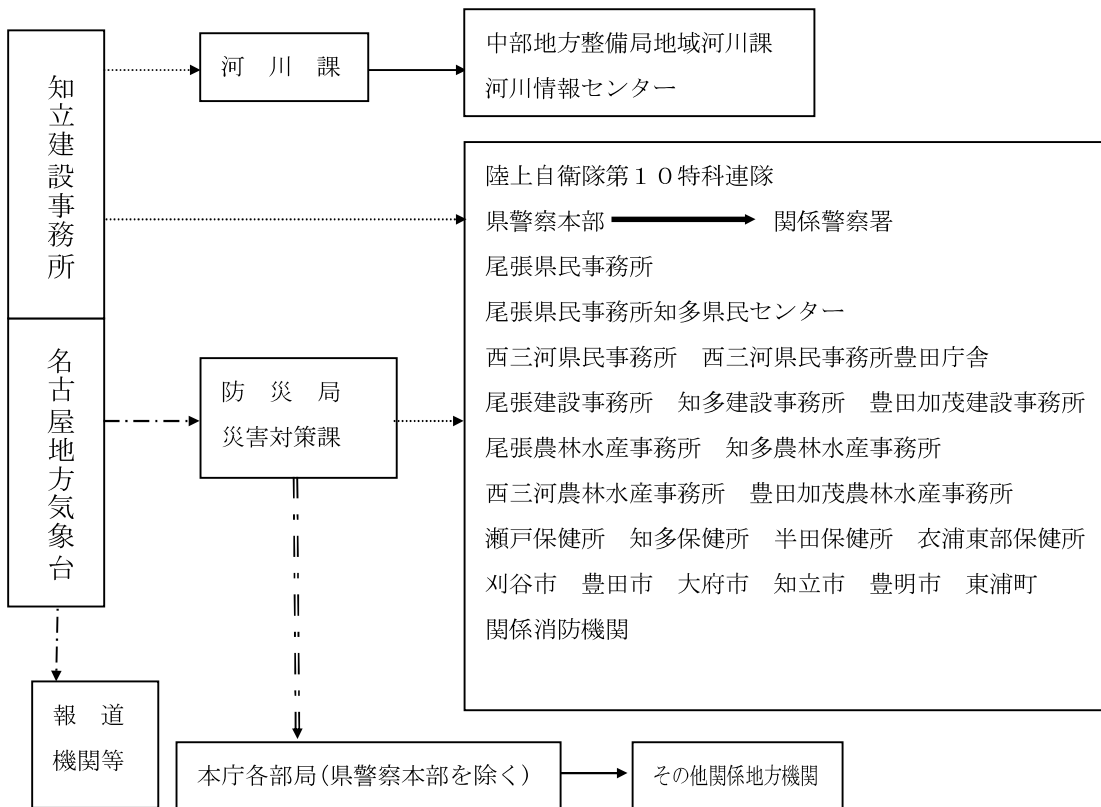 知立建設事務所
河　川　課
中部地方整備局地域河川課
河川情報センター
陸上自衛隊第１０特科連隊
県警察本部　関係警察署
尾張県民事務所
尾張県民事務所知多県民センター
西三河県民事務所　西三河県民事務所豊田庁舎
尾張建設事務所　知多建設事務所　豊田加茂建設事務所
尾張農林水産事務所　知多農林水産事務所
西三河農林水産事務所　豊田加茂農林水産事務所
瀬戸保健所　知多保健所　半田保健所　衣浦東部保健所
刈谷市　豊田市　大府市　知立市　豊明市　東浦町
関係消防機関
名古屋地方気象台
防　災　局
災害対策課
報　道
機関等
本庁各部局(県警察本部を除く)
その他関係地方機関